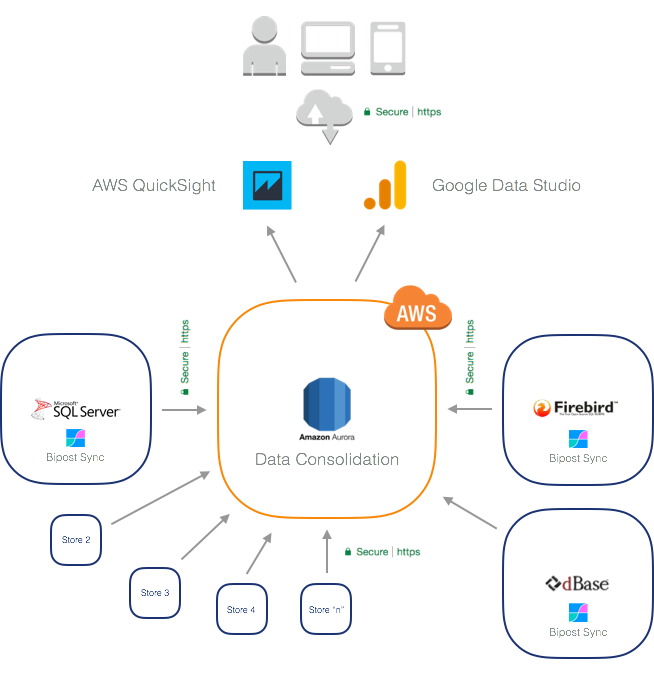 Secure | https
AWS QuickSight
Google Data Studio
AWS
Secure | https
Secure | https
Microsoft
SQL Server
Bipost Sync
Amazon Aurora
Data Consolidation
Firebird™
Bipost Sync
Store 2
Secure | https
Store 3
Store 4
Store "n"
dBase
Bipost Sync